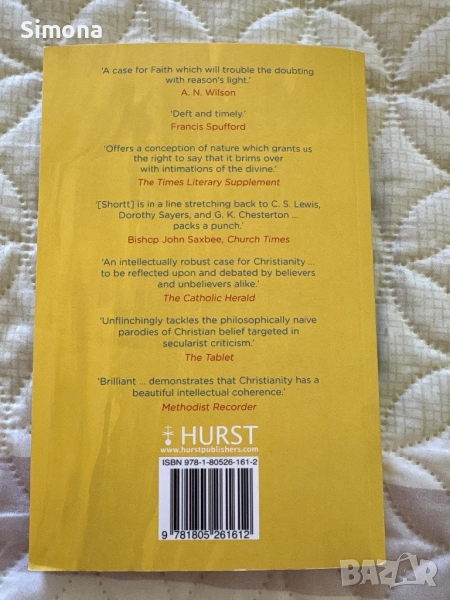 Simona
‘A case for Faith which will trouble the doubting
with reason’s light.’
A. N. Wilson
‘Deft and timely.’
Francis Spufford
‘Offers a conception of nature which grants us
the right to say that it brims over
with intimations of the divine.’
The Times Literary Supplement
‘[Shortt] is in a line stretching back to C. S. Lewis,
Dorothy Sayers, and G. K. Chesterton ...
packs a punch.’
Bishop John Saxbee, Church Times
‘An intellectually robust case for Christianity ...
to be reflected upon and debated by believers
and unbelievers alike.’
The Catholic Herald
‘Unflinchingly tackles the philosophically naive
parodies of Christian belief targeted in
secularist criticism.’
The Tablet
‘Brilliant ... demonstrates that Christianity has a
beautiful intellectual coherence.’
Methodist Recorder
HURST
www.hurstpublishers.com
ISBN 978-1-80526-161-2
9 781805 261612
BAZAR